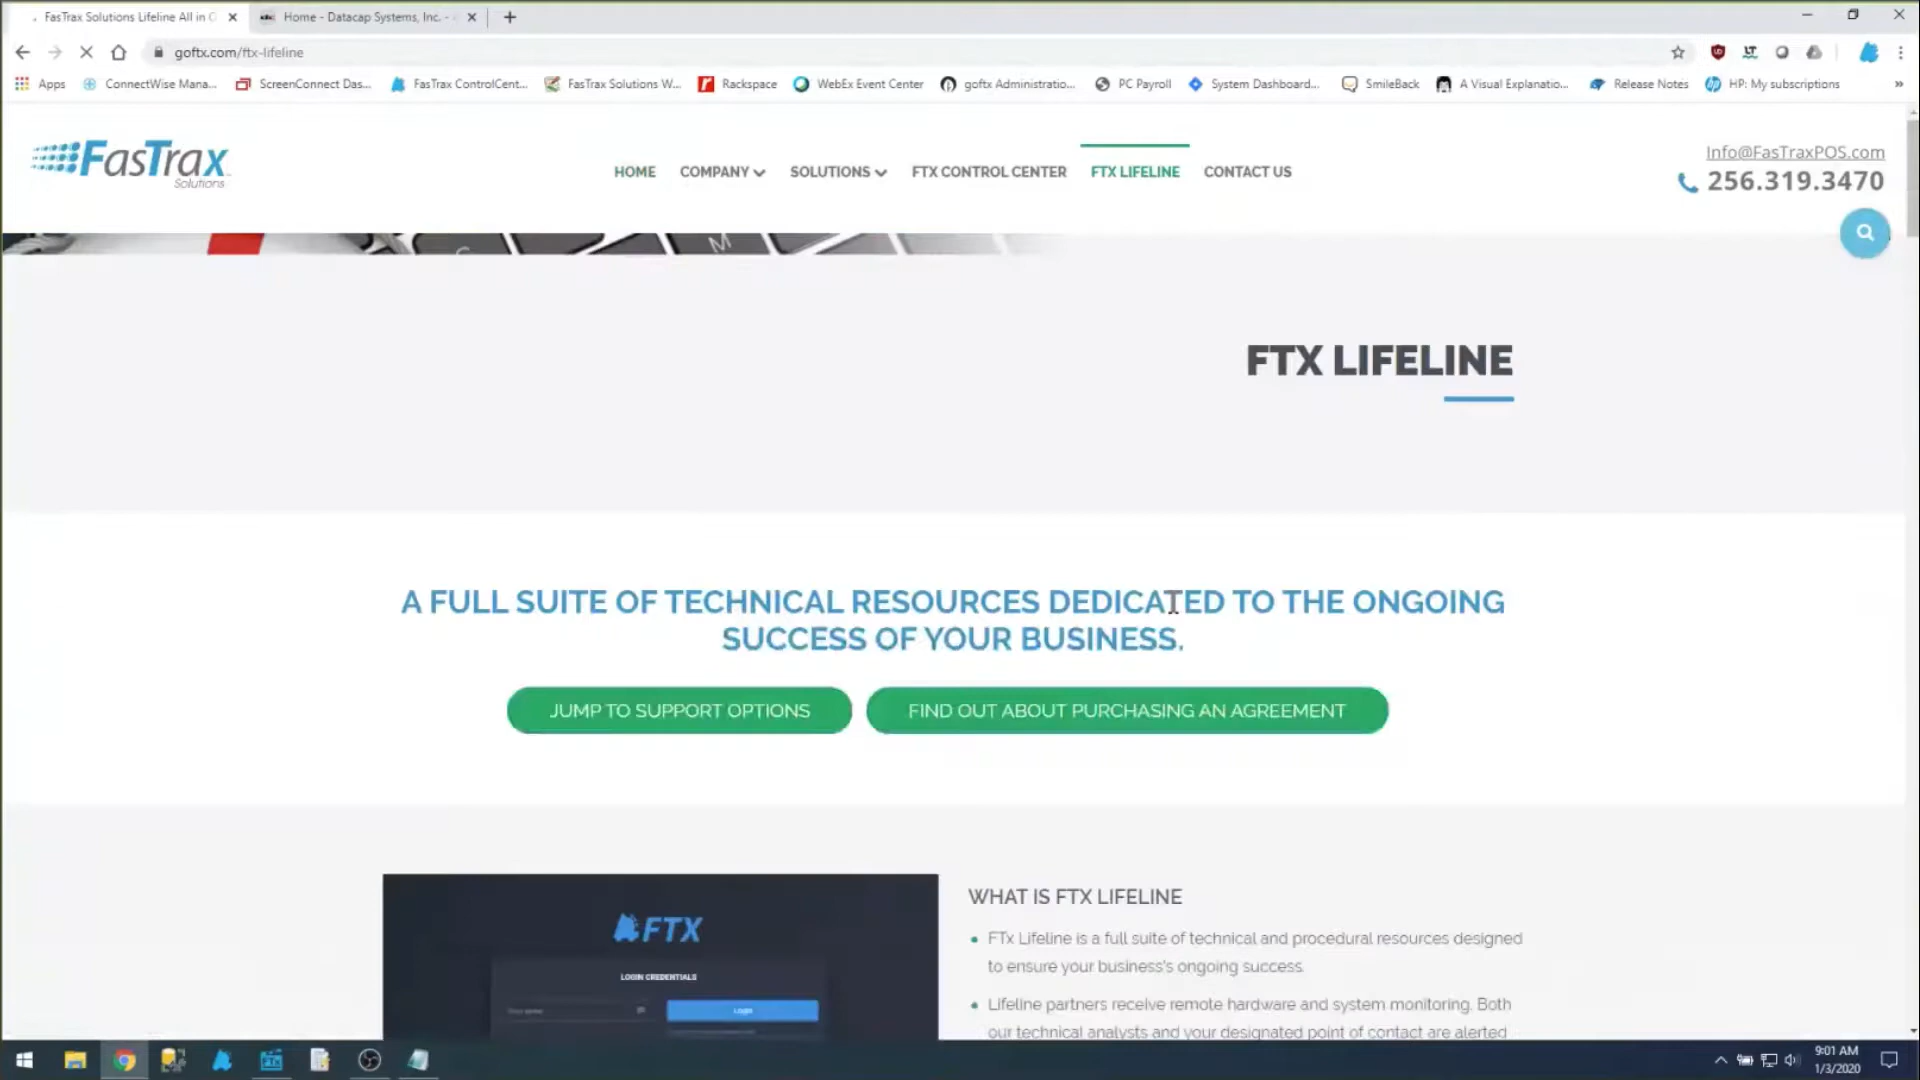 FasTrax Solutions Lifeline All in O
Home - Datacap Systems, Inc. -
goftx.com/ftx-lifeline
Apps
ConnectWise Mana...
ScreenConnect Das...
FasTrax ControlCent...
FasTrax Solutions W...
Rackspace
WebEx Event Center
goftx Administratio...
PC Payroll
System Dashboard...
SmileBack
A Visual Explanatio...
Release Notes
HP: My subscriptions
»
FasTrax
Solutions
HOME
COMPANY
SOLUTIONS
FTX CONTROL CENTER
FTX LIFELINE
CONTACT US
Info@FasTraxPOS.com
256.319.3470
M
FTX LIFELINE
A FULL SUITE OF TECHNICAL RESOURCES DEDICATED TO THE ONGOING
SUCCESS OF YOUR BUSINESS.
JUMP TO SUPPORT OPTIONS
FIND OUT ABOUT PURCHASING AN AGREEMENT
FTX
LOGIN CREDENTIALS
Login
WHAT IS FTX LIFELINE
FTx Lifeline is a full suite of technical and procedural resources designed
to ensure your business's ongoing success.
Lifeline partners receive remote hardware and system monitoring. Both
our technical analysts and your designated point of contact are alerted
9:01 AM
1/3/2020